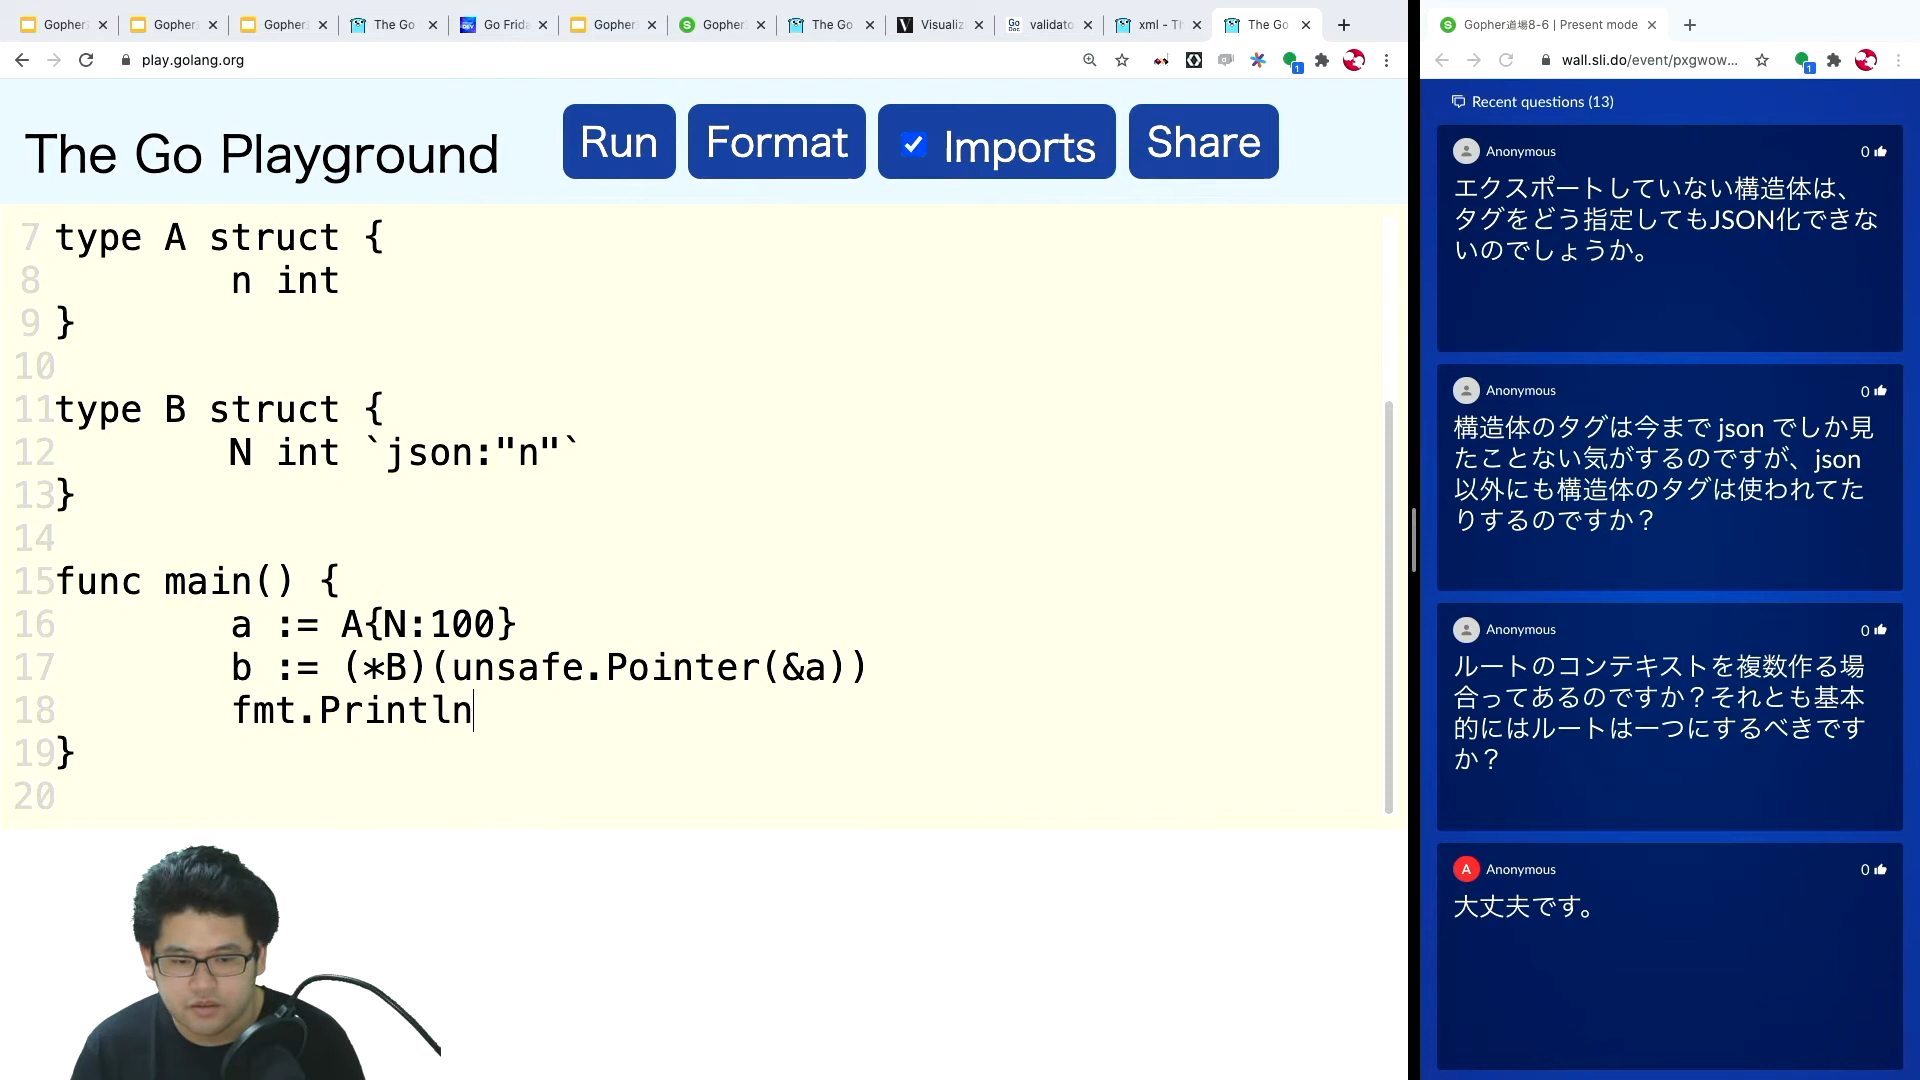 Gopher
Gopher
Gopher
The Go
Go Frid
Gopher
Gopher
The Go
Visualiz
validato
xml - Th
The Go
Gopher道場8-6 | Present mode
play.golang.org
wall.sli.do/event/pxgwow...
The Go Playground
Run
Format
Imports
Share
7 type A struct {
8 n int
9 }
10
11 type B struct {
12 N int `json:"n"`
13 }
14
15 func main() {
16 a := A{N:100}
17 b := (*B)(unsafe.Pointer(&a))
18 fmt.Println
19 }
20
Recent questions (13)
Anonymous
0
エクスポートしていない構造体は、
タグをどう指定してもJSON化できな
いのでしょうか。
Anonymous
0
構造体のタグは今まで json でしか見
たことない気がするのですが、json
以外にも構造体のタグは使われてた
りするのですか？
Anonymous
0
ルートのコンテキストを複数作る場
合ってあるのですか？それとも基本
的にはルートは一つにするべきです
か？
A
Anonymous
0
大丈夫です。